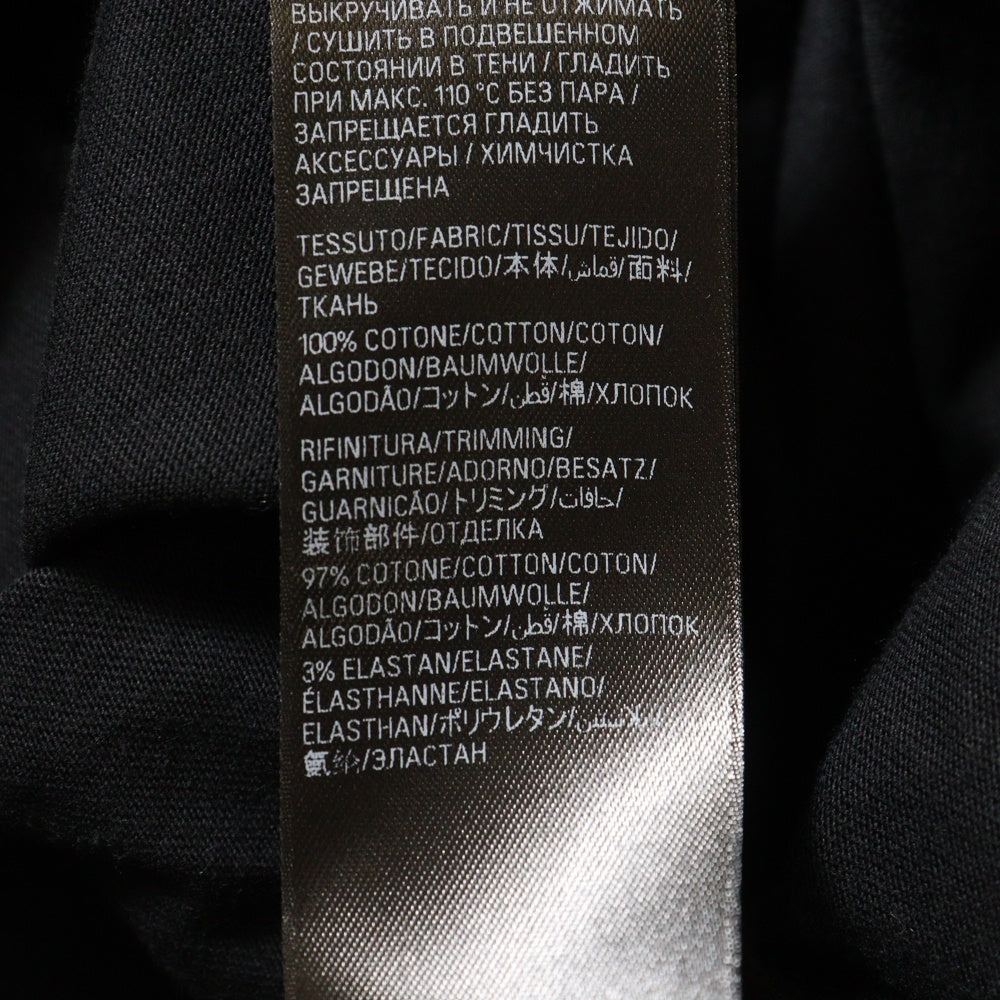 ВЫКРУЧИВАТЬ И НЕ ОТЖИМАТЬ
/ СУШИТЬ В ПОДВЕШЕННОМ
СОСТОЯНИИ В ТЕНИ / ГЛАДИТЬ
ПРИ МАКС. 110 °C БЕЗ ПАРА /
ЗАПРЕЩАЕТСЯ ГЛАДИТЬ
АКСЕССУАРЫ / ХИМЧИСТКА
ЗАПРЕЩЕНА
TESSUTO/FABRIC/TISSU/TEJIDO/
GEWEBE/TECIDO/本体/قماش/面料/
ТКАНЬ
100% COTONE/COTTON/COTON/
ALGODON/BAUMWOLLE/
ALGODÃO/コットン/قطن/棉/ХЛОПОК
RIFINITURA/TRIMMING/
GARNITURE/ADORNO/BESATZ/
GUARNICÃO/トリミング/حافات/
装饰部件/ОТДЕЛКА
97% COTONE/COTTON/COTON/
ALGODON/BAUMWOLLE/
ALGODÃO/コットン/قطن/棉/ХЛОПОК
3% ELASTAN/ELASTANE/
ÉLASTHANNE/ELASTANO/
ELASTHAN/ポリウレタン/
氨纶/ЭЛАСТАН